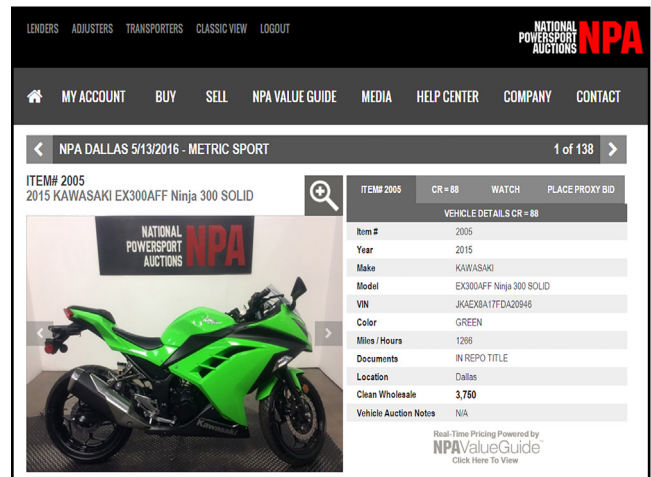 LENDERS ADJUSTERS TRANSPORTERS CLASSIC VIEW LOGOUT
NATIONAL
POWERSPORT
AUCTIONS
NPA
MY ACCOUNT BUY SELL NPA VALUE GUIDE MEDIA HELP CENTER COMPANY CONTACT
NPA DALLAS 5/13/2016 - METRIC SPORT 1 of 138
ITEM# 2005
2015 KAWASAKI EX300AFF Ninja 300 SOLID
NATIONAL
POWERSPORT
AUCTIONS
NPA
Kawasaki
ITEM# 2005 CR = 88 WATCH PLACE PROXY BID
VEHICLE DETAILS CR = 88
Item # 2005
Year 2015
Make KAWASAKI
Model EX300AFF Ninja 300 SOLID
VIN JKAEX8A17FDA20946
Color GREEN
Miles / Hours 1266
Documents IN REPO TITLE
Location Dallas
Clean Wholesale 3,750
Vehicle Auction Notes N/A
Real-Time Pricing Powered by
NPAValueGuide
Click Here To View